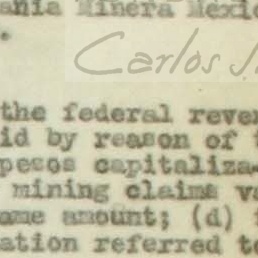 ania Minera Mexic
.
Carlos J.
the federal reve
id by reason of t
pesos capitaliza-
mining claims va
ame amount; (d)
ation referred to